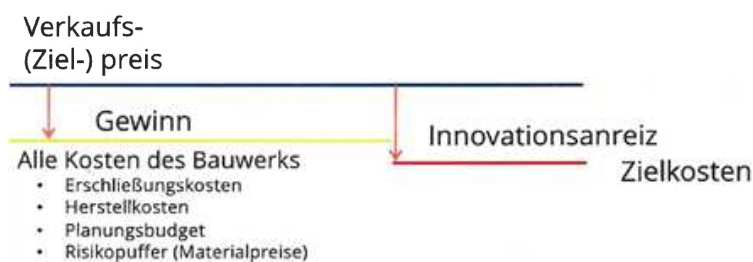 Verkaufs-
(Ziel-) preis
Gewinn
Innovationsanreiz
Alle Kosten des Bauwerks
Zielkosten
• Erschließungskosten
• Herstellkosten
• Planungsbudget
• Risikopuffer (Materialpreise)